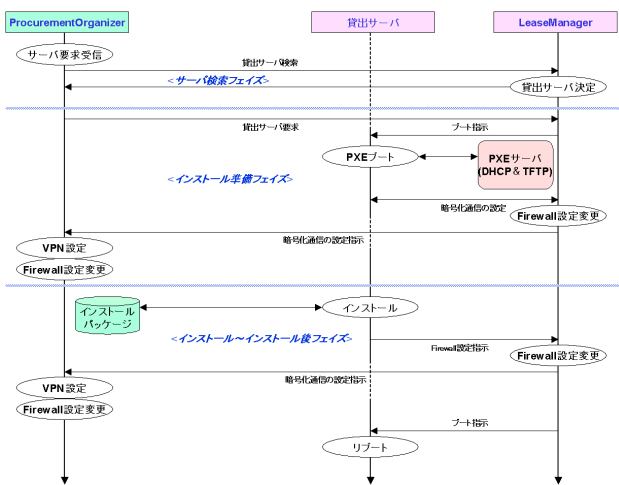 ProcurementOrganizer
貸出サーバ
LeaseManager
サーバ要求受信
貸出サーバ検索
<サーバ検索フェイズ>
貸出サーバ決定
貸出サーバ要求
ブート指示
PXEブート
PXEサーバ
(DHCP＆TFTP)
<インストール準備フェイズ>
暗号化通信の設定
Firewall設定変更
暗号化通信の設定指示
VPN設定
Firewall設定変更
インストール
パッケージ
インストール
<インストール～インストール後フェイズ>
Firewall設定指示
Firewall設定変更
暗号化通信の設定指示
VPN設定
Firewall設定変更
ブート指示
リブート